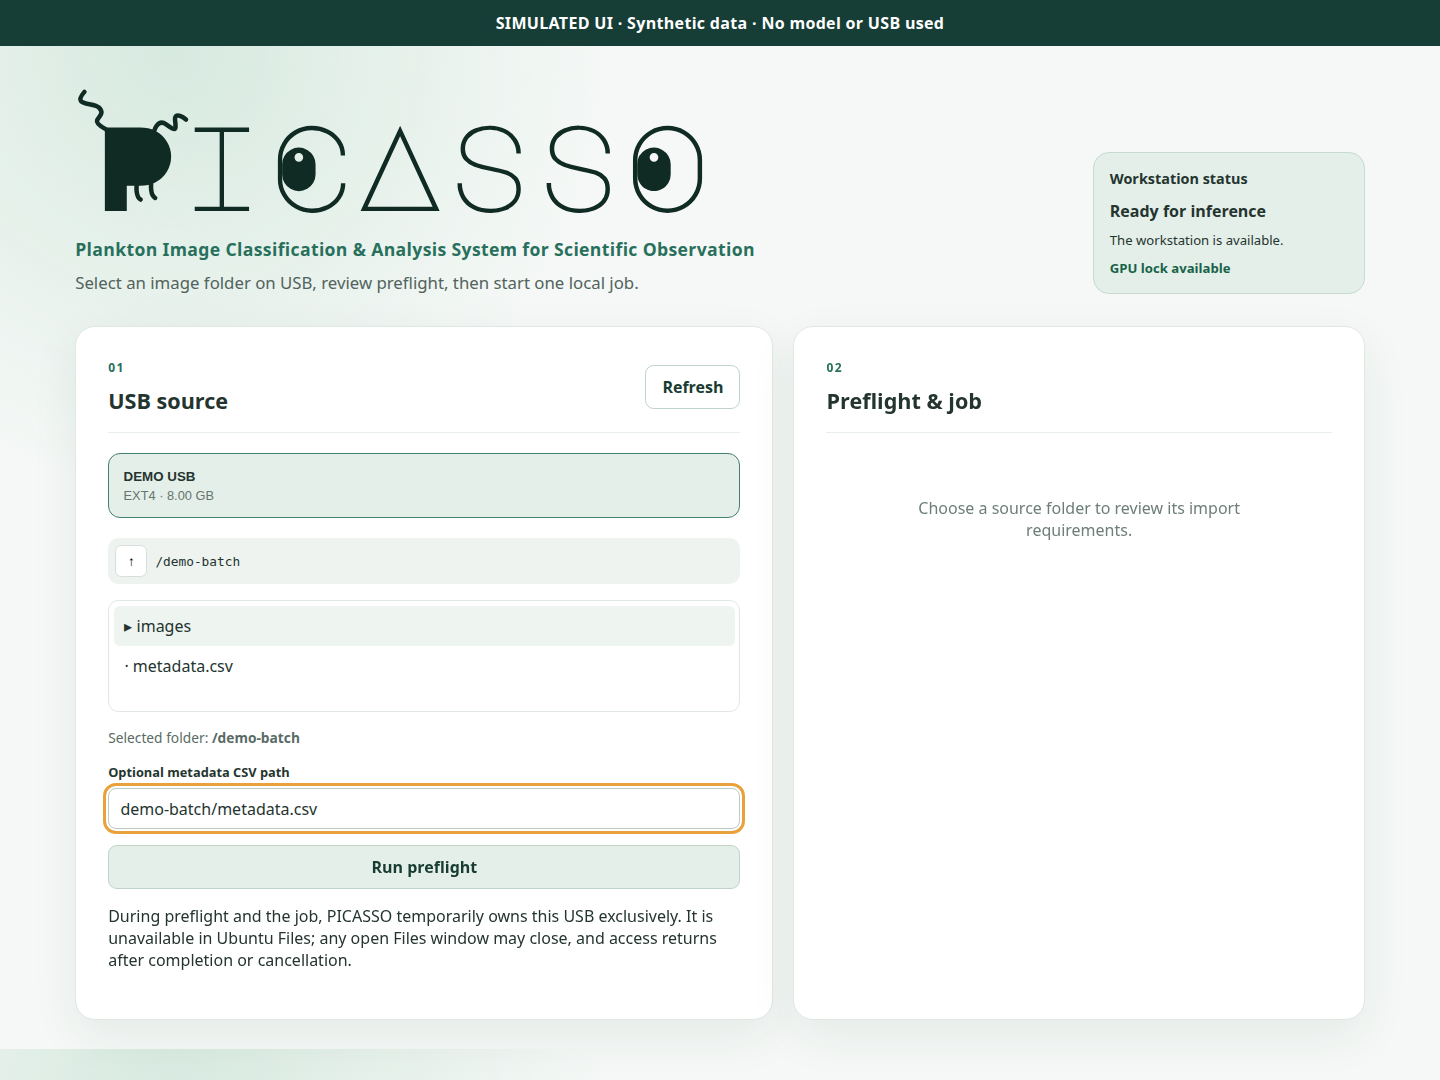 SIMULATED UI · Synthetic data · No model or USB used
PICASSO
Plankton Image Classification & Analysis System for Scientific Observation
Select an image folder on USB, review preflight, then start one local job.
Workstation status
Ready for inference
The workstation is available.
GPU lock available
01
USB source
Refresh
DEMO USB
EXT4 · 8.00 GB
↑ /demo-batch
▸ images
· metadata.csv
Selected folder: /demo-batch
Optional metadata CSV path
demo-batch/metadata.csv
Run preflight
During preflight and the job, PICASSO temporarily owns this USB exclusively. It is
unavailable in Ubuntu Files; any open Files window may close, and access returns
after completion or cancellation.
02
Preflight & job
Choose a source folder to review its import
requirements.